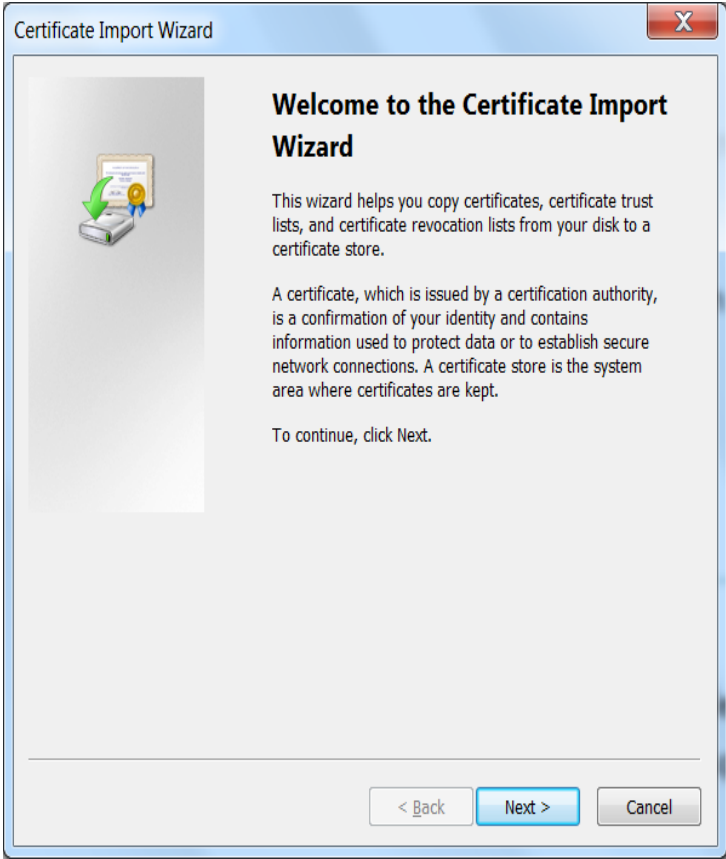 Certificate Import Wizard
X
Welcome to the Certificate Import
Wizard
This wizard helps you copy certificates, certificate trust
lists, and certificate revocation lists from your disk to a
certificate store.
A certificate, which is issued by a certification authority,
is a confirmation of your identity and contains
information used to protect data or to establish secure
network connections. A certificate store is the system
area where certificates are kept.
To continue, click Next.
< Back
Next >
Cancel